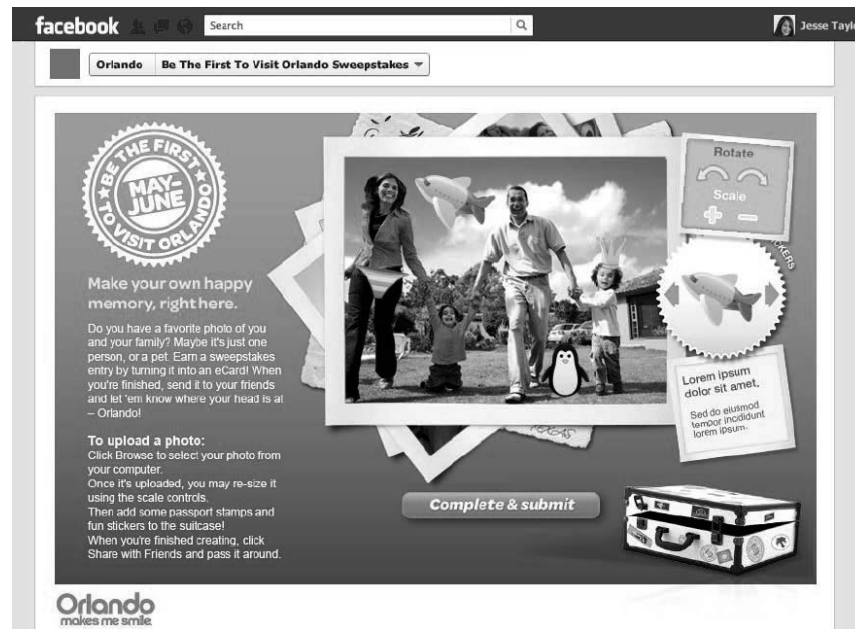 facebook
Search
Jesse Taylo
Orlando Be The First To Visit Orlando Sweepstakes
BE THE FIRST
MAY–
JUNE
TO VISIT ORLANDO
Make your own happy
memory, right here.
Do you have a favorite photo of you
and your family? Maybe it's just one
person, or a pet. Earn a sweepstakes
entry by turning it into an eCard! When
you're finished, send it to your friends
and let 'em know where your head is at
– Orlando!
To upload a photo:
Click Browse to select your photo from
your computer.
Once it's uploaded, you may re-size it
using the scale controls.
Then add some passport stamps and
fun stickers to the suitcase!
When you're finished creating, click
Share with Friends and pass it around.
Rotate
Scale
Lorem ipsum
dolor sit amet,
Sed do eiusmod
tempor incididunt
lorem ipsum.
Complete & submit
Orlando
makes me smile.